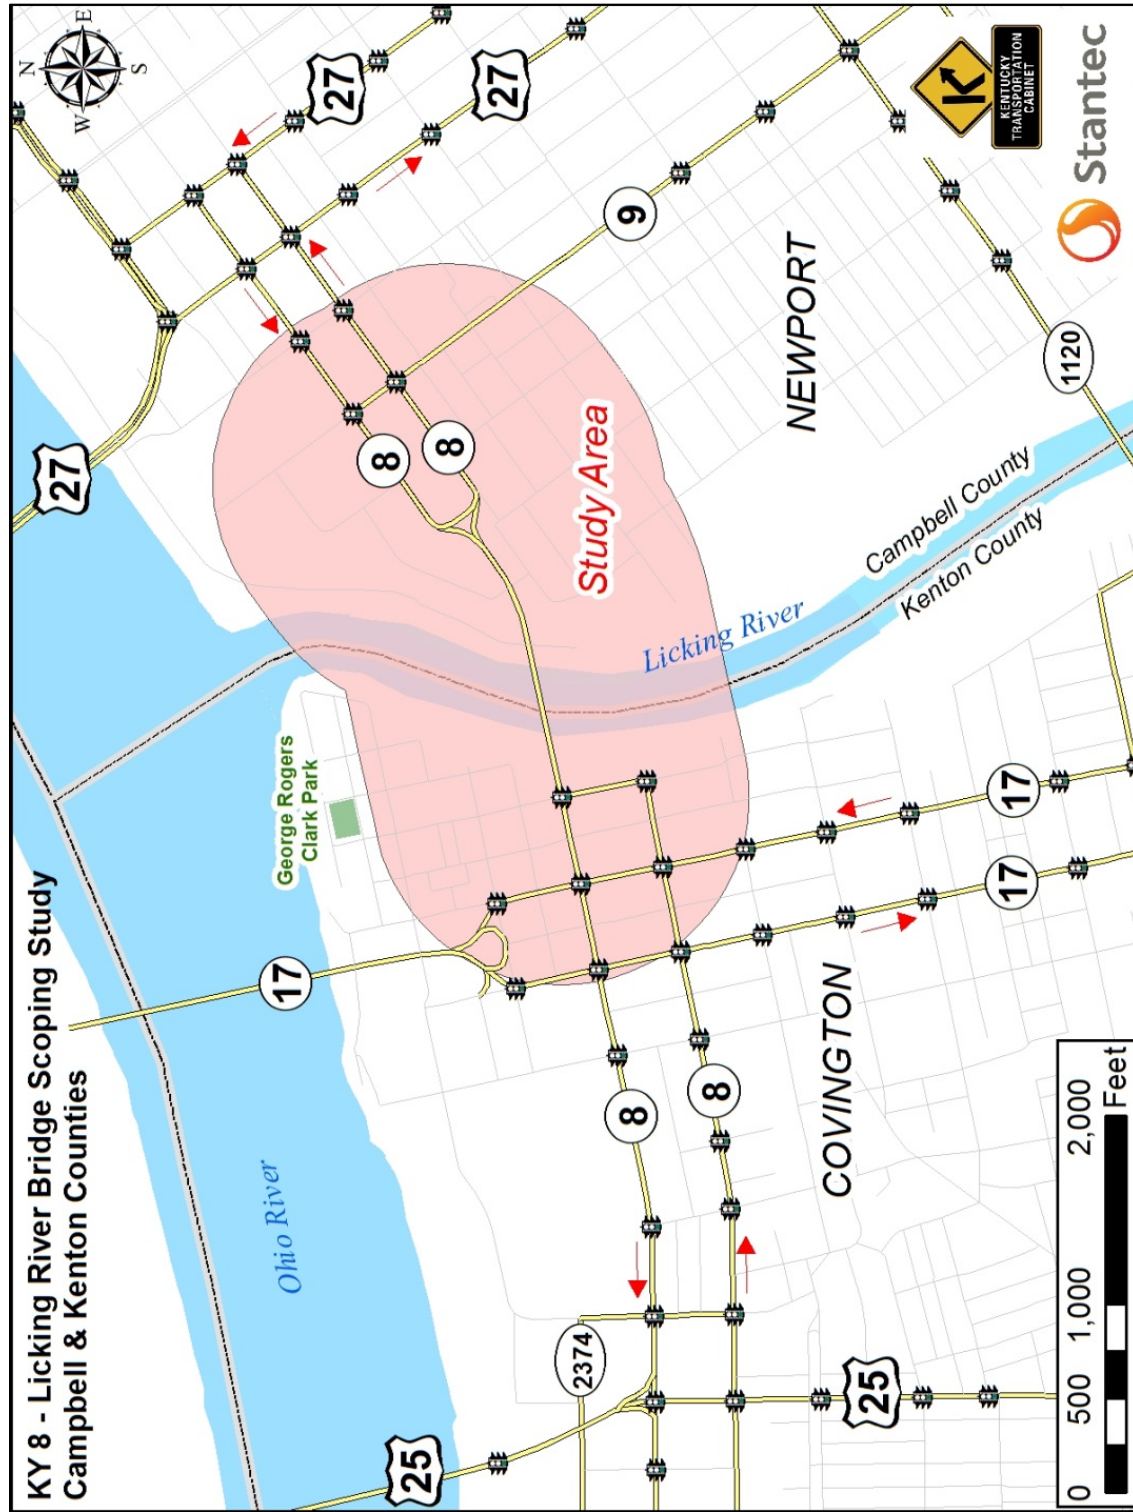 KY 8 - Licking River Bridge Scoping Study
Campbell & Kenton Counties
N
E
S
W
27
27
27
8
8
9
Study Area
NEWPORT
1120
Licking River
Campbell County
Kenton County
George Rogers
Clark Park
17
Ohio River
8
8
17
17
COVINGTON
2374
25
25
0 500 1,000 2,000
Feet
KENTUCKY
TRANSPORTATION
CABINET
Stantec